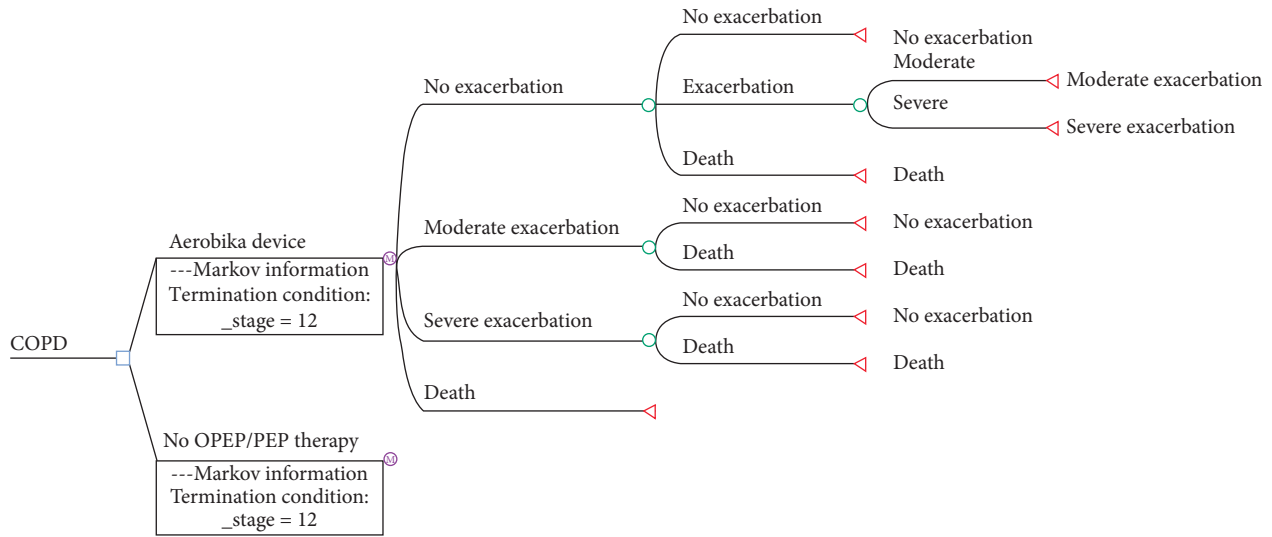 No exacerbation
No exacerbation
Moderate
Moderate exacerbation
No exacerbation
Exacerbation
Severe
Severe exacerbation
Death
Death
No exacerbation
No exacerbation
Moderate exacerbation
Death
Death
Aerobika device
M
---Markov information
Termination condition:
_stage = 12
No exacerbation
No exacerbation
Severe exacerbation
Death
Death
COPD
Death
No OPEP/PEP therapy
M
---Markov information
Termination condition:
_stage = 12